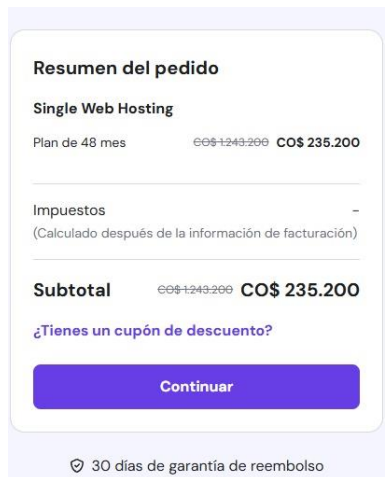 Resumen del pedido
Single Web Hosting
Plan de 48 mes CO$ 1.243.200 CO$ 235.200
Impuestos -
(Calculado después de la información de facturación)
Subtotal CO$ 1.243.200 CO$ 235.200
¿Tienes un cupón de descuento?
Continuar
30 días de garantía de reembolso